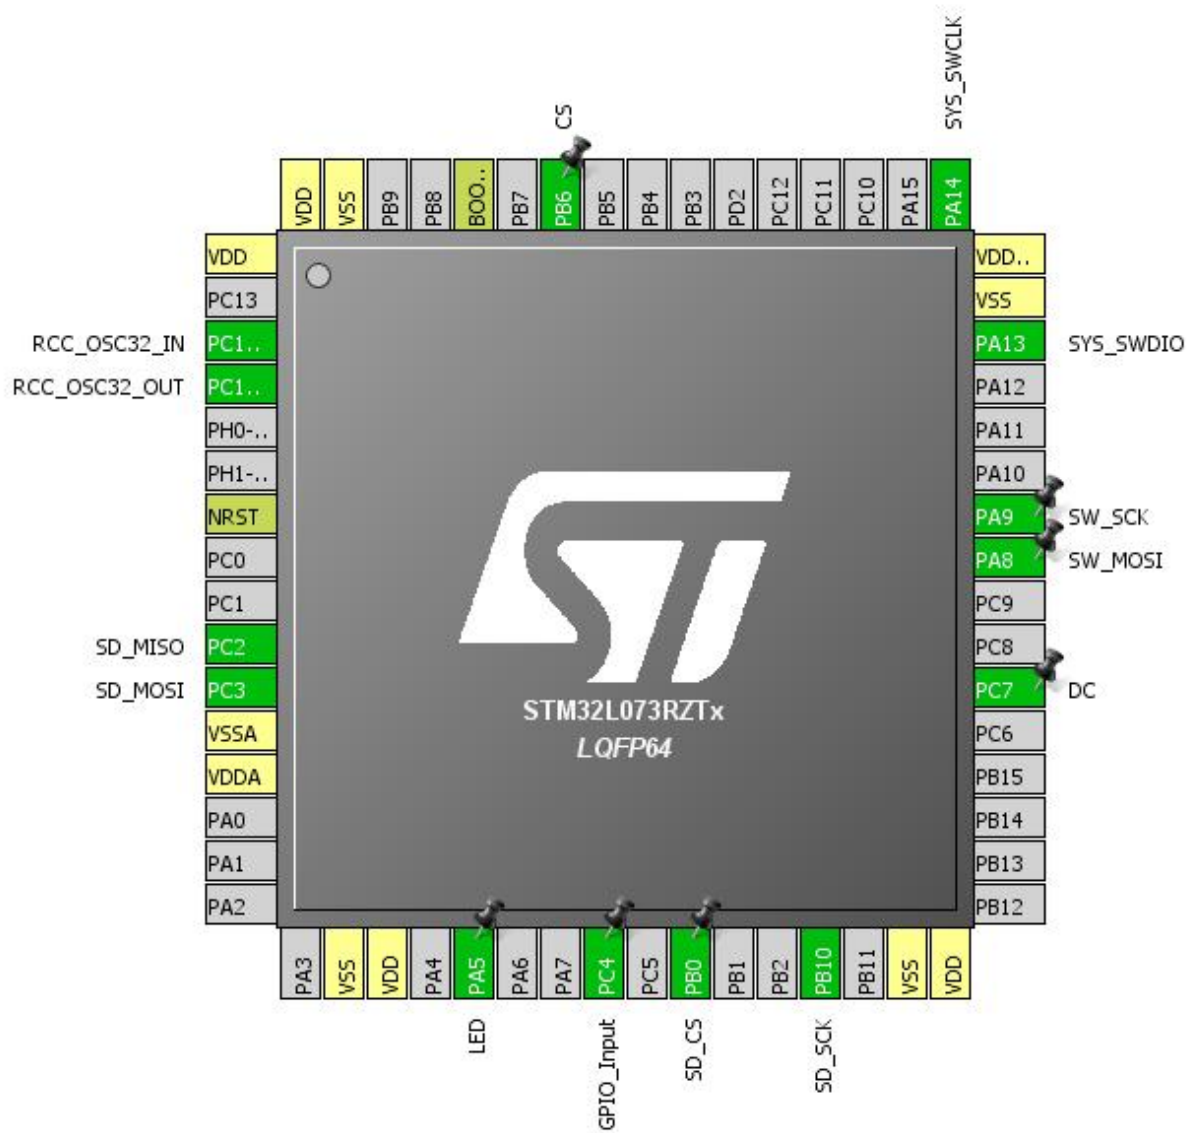 SYS_SWCLK
CS
VDD
VSS
PB9
PB8
BOO..
PB7
PB6
PB5
PB4
PB3
PD2
PC12
PC11
PC10
PA15
PA14
VDD
PC13
RCC_OSC32_IN PC1..
RCC_OSC32_OUT PC1..
PH0-..
PH1-..
NRST
PC0
PC1
SD_MISO PC2
SD_MOSI PC3
VSSA
VDDA
PA0
PA1
PA2
STM32L073RZTx
LQFP64
VDD..
VSS
PA13 SYS_SWDIO
PA12
PA11
PA10
PA9 SW_SCK
PA8 SW_MOSI
PC9
PC8
PC7 DC
PC6
PB15
PB14
PB13
PB12
PA3
VSS
VDD
PA4
PA5
PA6
PA7
PC4
PC5
PB0
PB1
PB2
PB10
PB11
VSS
VDD
LED
GPIO_Input
SD_CS
SD_SCK